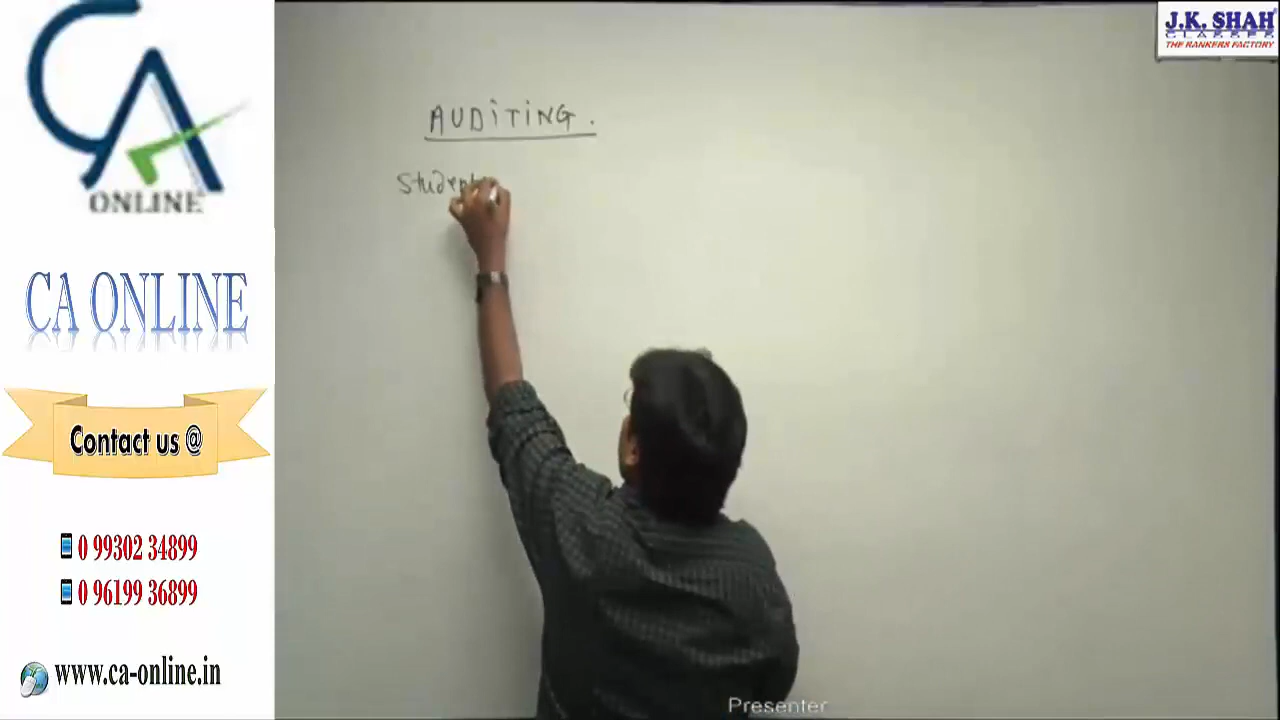 CA
ONLINE
CA ONLINE
Contact us @
0 99302 34899
0 96199 36899
www.ca-online.in
J.K. SHAH
CLASSES
THE RANKERS FACTORY
AUDITING.
Presenter